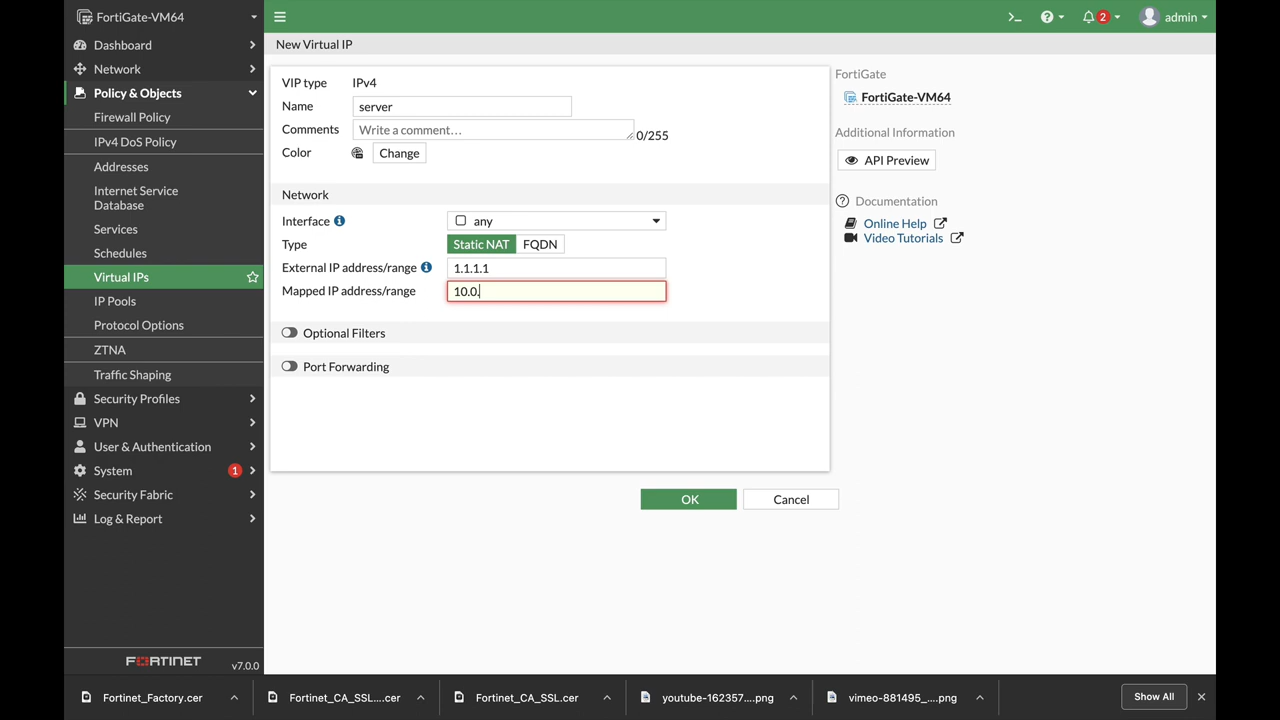 FortiGate-VM64
>_
2
admin
Dashboard
Network
Policy & Objects
Firewall Policy
IPv4 DoS Policy
Addresses
Internet Service
Database
Services
Schedules
Virtual IPs
IP Pools
Protocol Options
ZTNA
Traffic Shaping
Security Profiles
VPN
User & Authentication
System 1
Security Fabric
Log & Report
FORTINET v7.0.0
New Virtual IP
VIP type IPv4
Name server
Comments Write a comment... 0/255
Color Change
Network
Interface any
Type Static NAT FQDN
External IP address/range 1.1.1.1
Mapped IP address/range 10.0.
Optional Filters
Port Forwarding
OK Cancel
FortiGate
FortiGate-VM64
Additional Information
API Preview
Documentation
Online Help
Video Tutorials
Fortinet_Factory.cer Fortinet_CA_SSL....cer Fortinet_CA_SSL.cer youtube-162357....png vimeo-881495_....png Show All